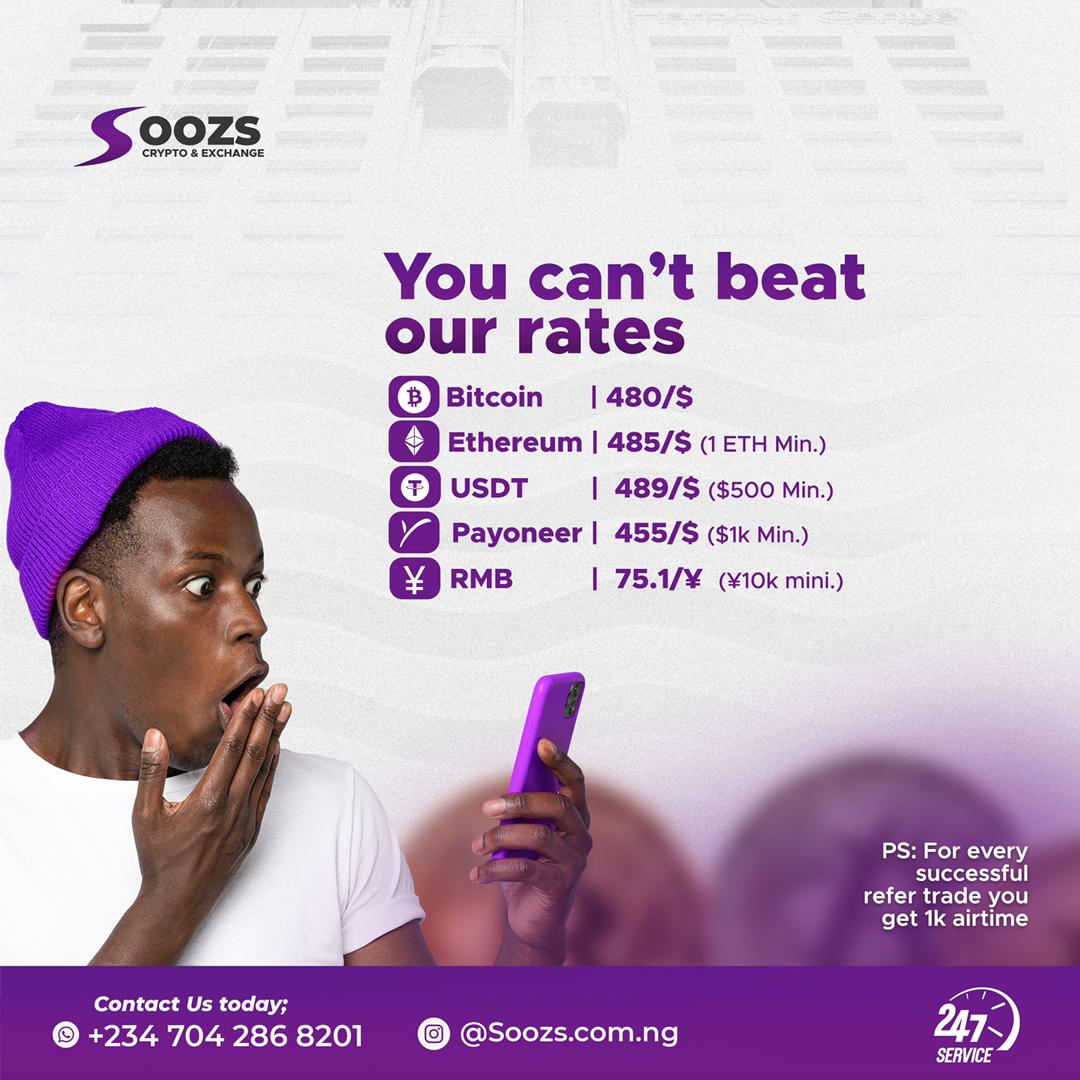 SOOZS
CRYPTO & EXCHANGE
You can't beat
our rates
Bitcoin | 480/$
Ethereum | 485/$ (1 ETH Min.)
USDT | 489/$ ($500 Min.)
Payoneer | 455/$ ($1k Min.)
¥ RMB | 75.1/¥ (¥10k mini.)
PS: For every
successful
refer trade you
get 1k airtime
Contact Us today;
+234 704 286 8201
@Soozs.com.ng
247
SERVICE